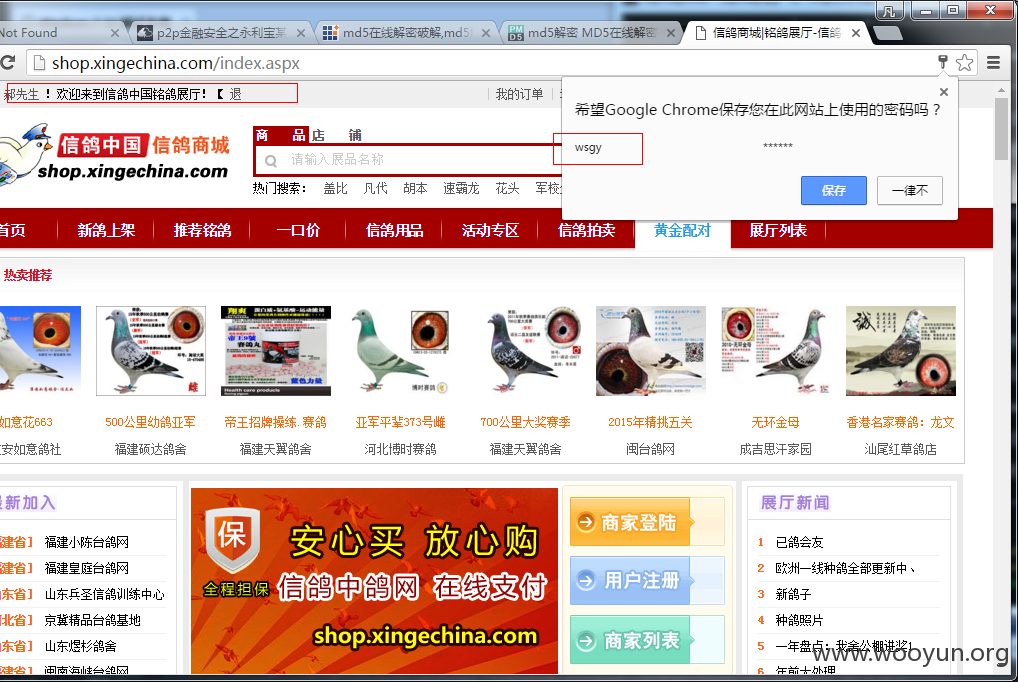 Not Found
p2p金融安全之永利宝某
md5在线解密破解,md5
md5解密 MD5在线解密
信鸽商城|铭鸽展厅-信鸽
shop.xingechina.com/index.aspx
先生 ！欢迎来到信鸽中国铭鸽展厅！【 退
我的订单
希望Google Chrome保存您在此网站上使用的密码吗？
wsgy
******
保存
一律不
信鸽中国 信鸽商城
shop.xingechina.com
商 品 店 铺
请输入展品名称
热门搜索： 盖比 凡代 胡本 速霸龙 花头 军校
首页 新鸽上架 推荐铭鸽 一口价 信鸽用品 活动专区 信鸽拍卖 黄金配对 展厅列表
热卖推荐
如意花663
500公里幼鸽亚军
帝王招牌操练.赛鸽
亚军平辈373号雌
700公里大奖赛季
2015年精挑五关
无环金母
香港名家赛鸽：龙文
安如意鸽社
福建硕达鸽舍
福建天翼鸽舍
河北博时赛鸽
福建天翼鸽舍
闽台鸽网
成吉思汗家园
汕尾红草鸽店
最新加入
建省】 福建小陈台鸽网
建省】 福建皇庭台鸽网
东省】 山东兵圣信鸽训练中心
北省】 京冀精品台鸽基地
东省】 山东煜杉鸽舍
建省】 闽南海峡台鸽网
保
全程担保
安心买 放心购
信鸽中鸽网 在线支付
shop.xingechina.com
商家登陆
用户注册
商家列表
展厅新闻
1 已鸽会友
2 欧洲一线种鸽全部更新中、
3 新鸽子
4 种鸽照片
5 一年盘点：我舍公棚进奖1
6 年前大处理
www.wooyun.org